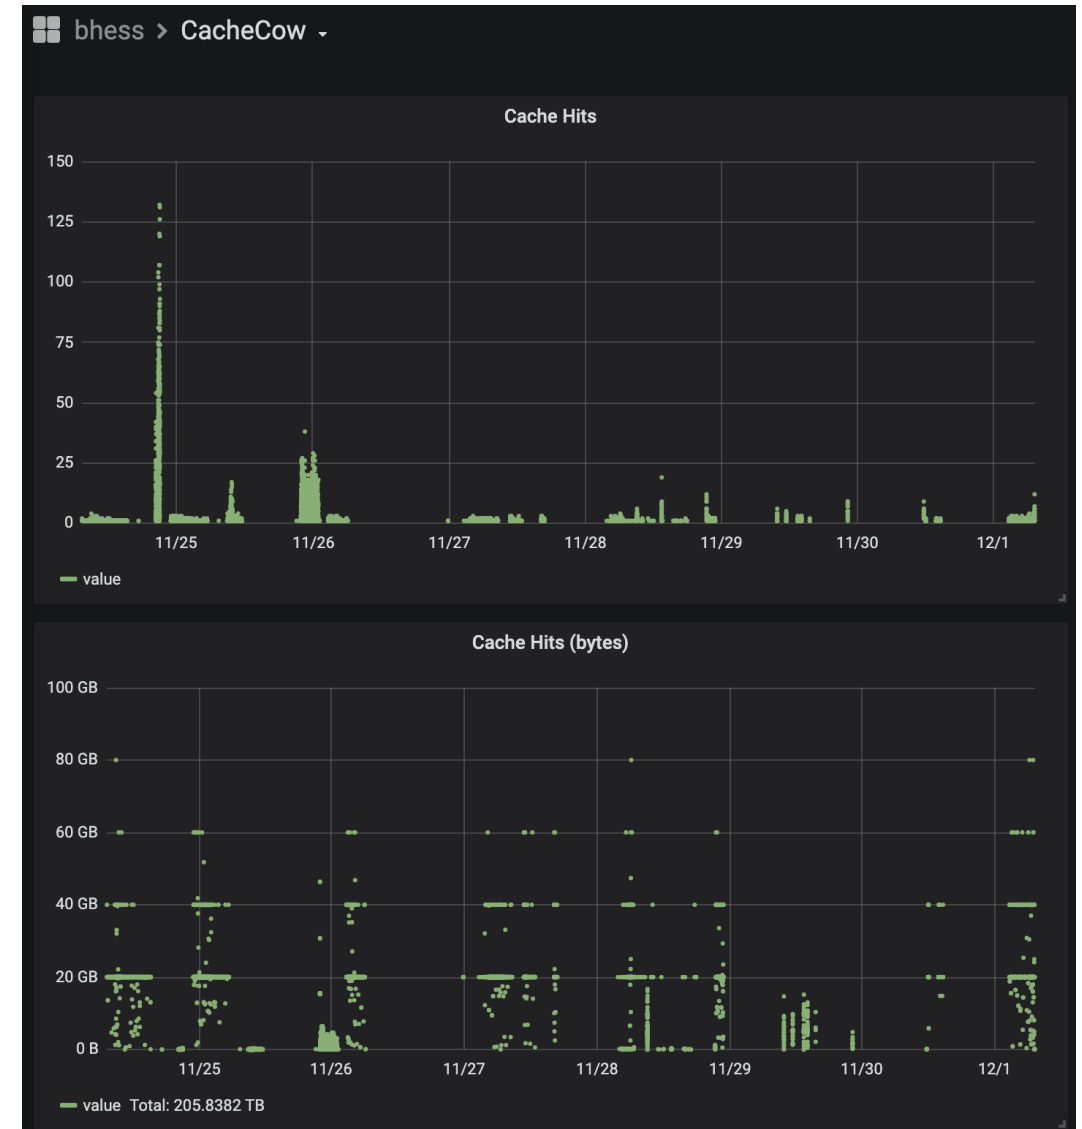 bhess > CacheCow
Cache Hits
150
125
100
75
50
25
0
11/25 11/26 11/27 11/28 11/29 11/30 12/1
value
Cache Hits (bytes)
100 GB
80 GB
60 GB
40 GB
20 GB
0 B
11/25 11/26 11/27 11/28 11/29 11/30 12/1
value Total: 205.8382 TB